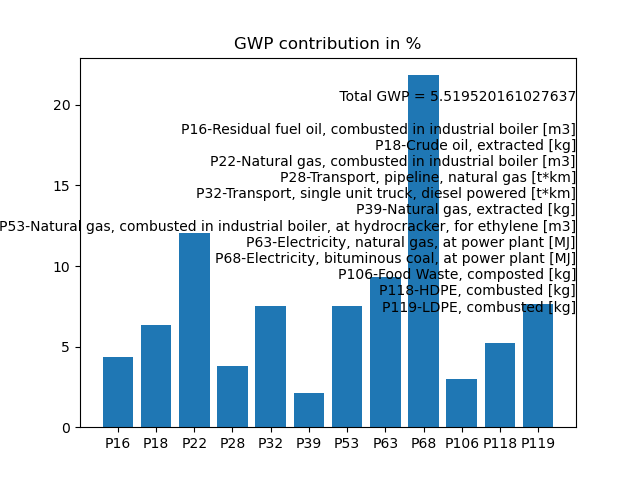 GWP contribution in %
Total GWP = 5.519520161027637
P16-Residual fuel oil, combusted in industrial boiler [m3]
P18-Crude oil, extracted [kg]
P22-Natural gas, combusted in industrial boiler [m3]
P28-Transport, pipeline, natural gas [t*km]
P32-Transport, single unit truck, diesel powered [t*km]
P39-Natural gas, extracted [kg]
P53-Natural gas, combusted in industrial boiler, at hydrocracker, for ethylene [m3]
P63-Electricity, natural gas, at power plant [MJ]
P68-Electricity, bituminous coal, at power plant [MJ]
P106-Food Waste, composted [kg]
P118-HDPE, combusted [kg]
P119-LDPE, combusted [kg]
20
15
10
5
0
P16 P18 P22 P28 P32 P39 P53 P63 P68 P106 P118 P119